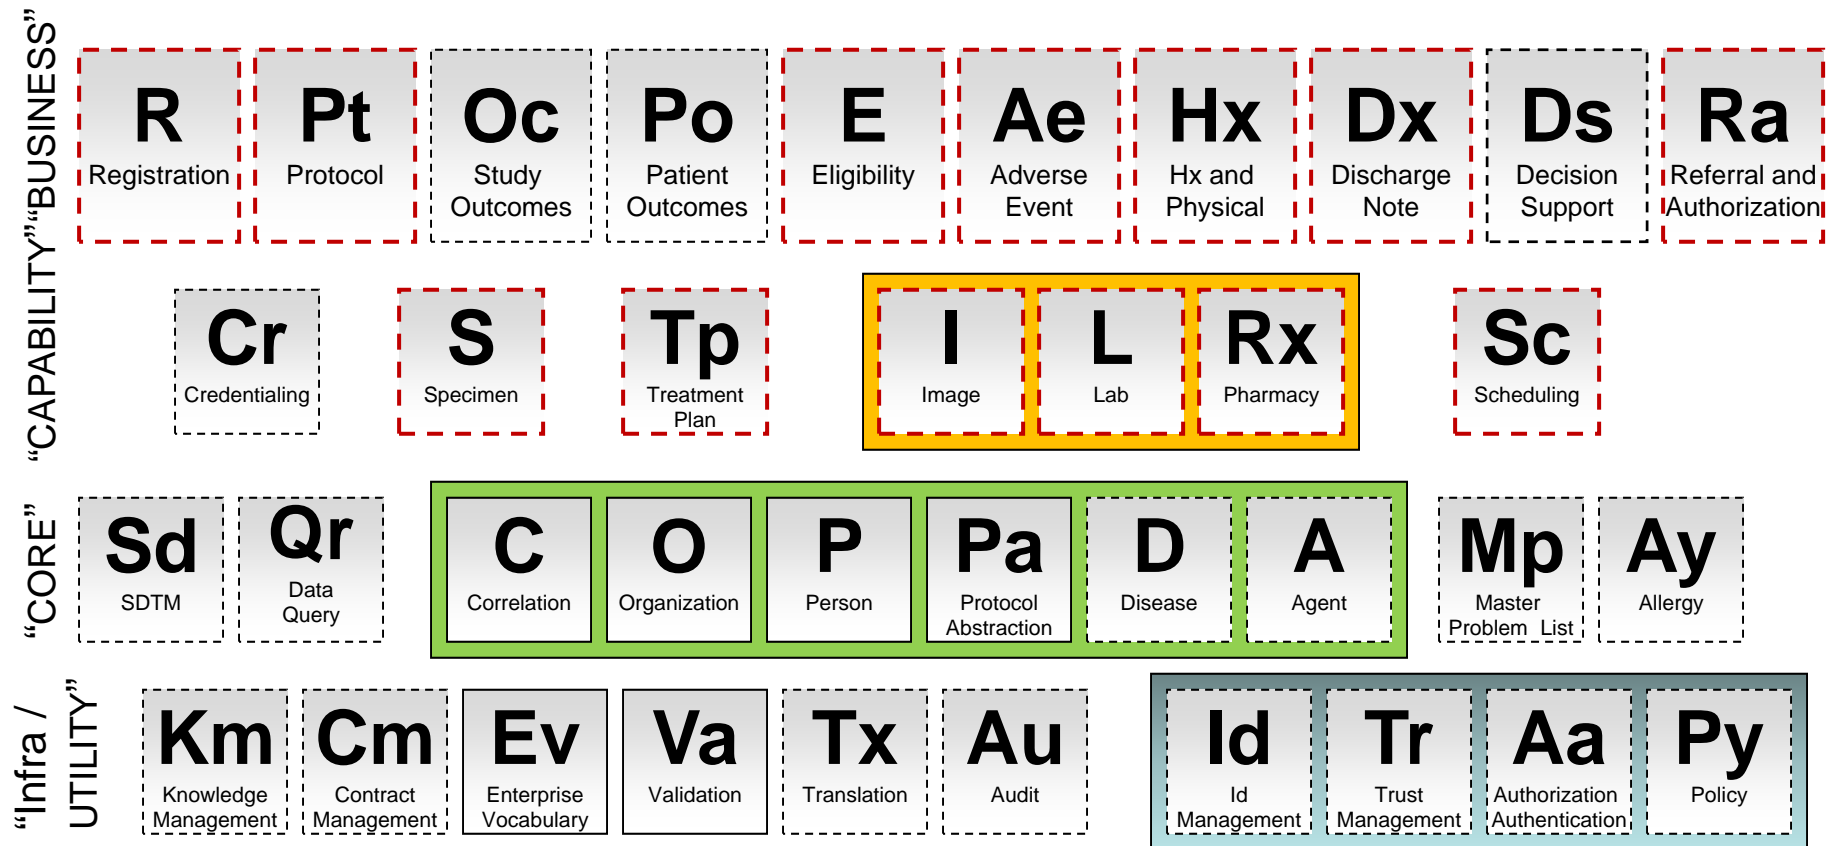 “BUSINESS”
R
Registration
Pt
Protocol
Oc
Study
Outcomes
Po
Patient
Outcomes
E
Eligibility
Ae
Adverse
Event
Hx
Hx and
Physical
Dx
Discharge
Note
Ds
Decision
Support
Ra
Referral and
Authorization
“CAPABILITY”
Cr
Credentialing
S
Specimen
Tp
Treatment
Plan
I
Image
L
Lab
Rx
Pharmacy
Sc
Scheduling
“CORE”
Sd
SDTM
Qr
Data
Query
C
Correlation
O
Organization
P
Person
Pa
Protocol
Abstraction
D
Disease
A
Agent
Mp
Master
Problem List
Ay
Allergy
“Infra /
UTILITY”
Km
Knowledge
Management
Cm
Contract
Management
Ev
Enterprise
Vocabulary
Va
Validation
Tx
Translation
Au
Audit
Id
Id
Management
Tr
Trust
Management
Aa
Authorization
Authentication
Py
Policy